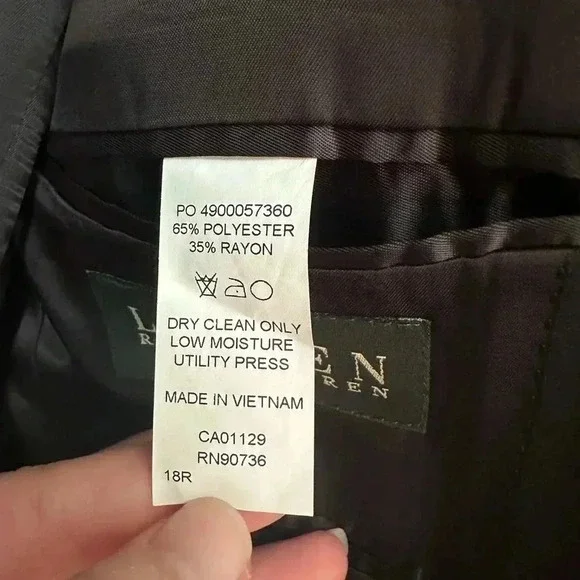 PO 4900057360
65% POLYESTER
35% RAYON
DRY CLEAN ONLY
LOW MOISTURE
UTILITY PRESS
MADE IN VIETNAM
CA01129
RN90736
18R